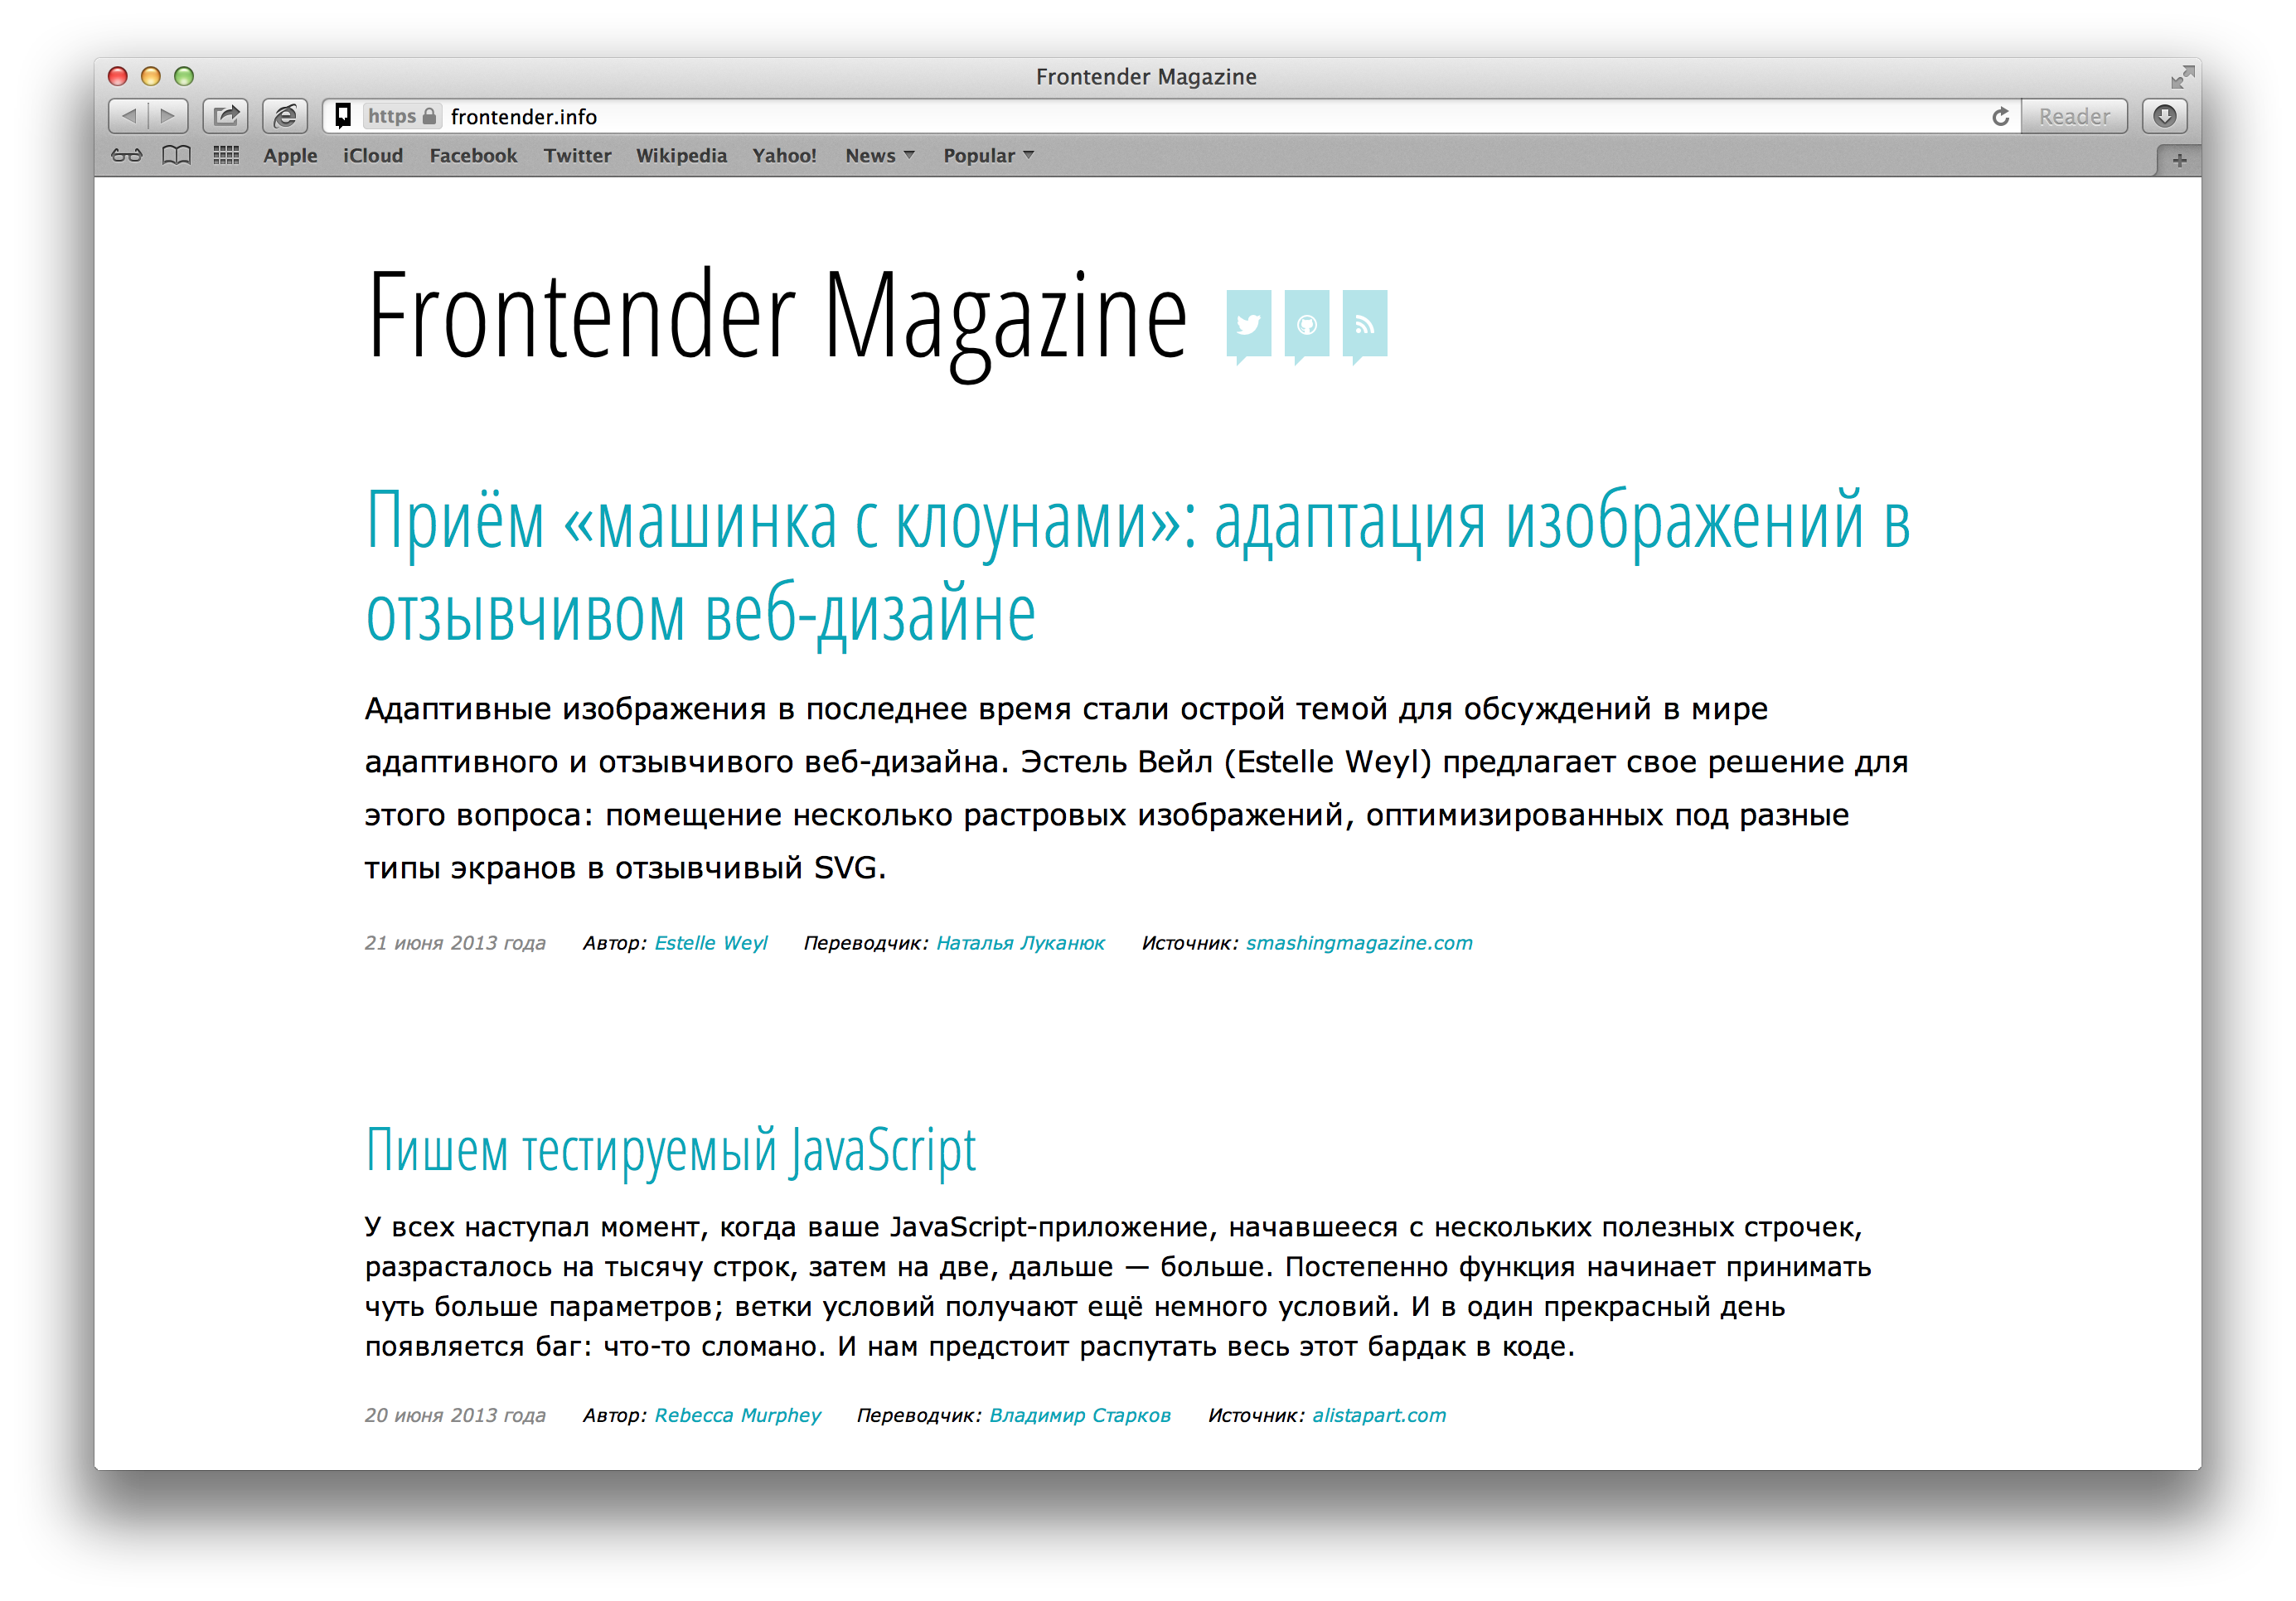 Frontender Magazine
https frontender.info Reader
Apple iCloud Facebook Twitter Wikipedia Yahoo! News Popular
Frontender Magazine
Приём «машинка с клоунами»: адаптация изображений в
отзывчивом веб-дизайне
Адаптивные изображения в последнее время стали острой темой для обсуждений в мире
адаптивного и отзывчивого веб-дизайна. Эстель Вейл (Estelle Weyl) предлагает свое решение для
этого вопроса: помещение несколько растровых изображений, оптимизированных под разные
типы экранов в отзывчивый SVG.
21 июня 2013 года Автор: Estelle Weyl Переводчик: Наталья Луканюк Источник: smashingmagazine.com
Пишем тестируемый JavaScript
У всех наступал момент, когда ваше JavaScript-приложение, начавшееся с нескольких полезных строчек,
разрасталось на тысячу строк, затем на две, дальше — больше. Постепенно функция начинает принимать
чуть больше параметров; ветки условий получают ещё немного условий. И в один прекрасный день
появляется баг: что-то сломано. И нам предстоит распутать весь этот бардак в коде.
20 июня 2013 года Автор: Rebecca Murphey Переводчик: Владимир Старков Источник: alistapart.com